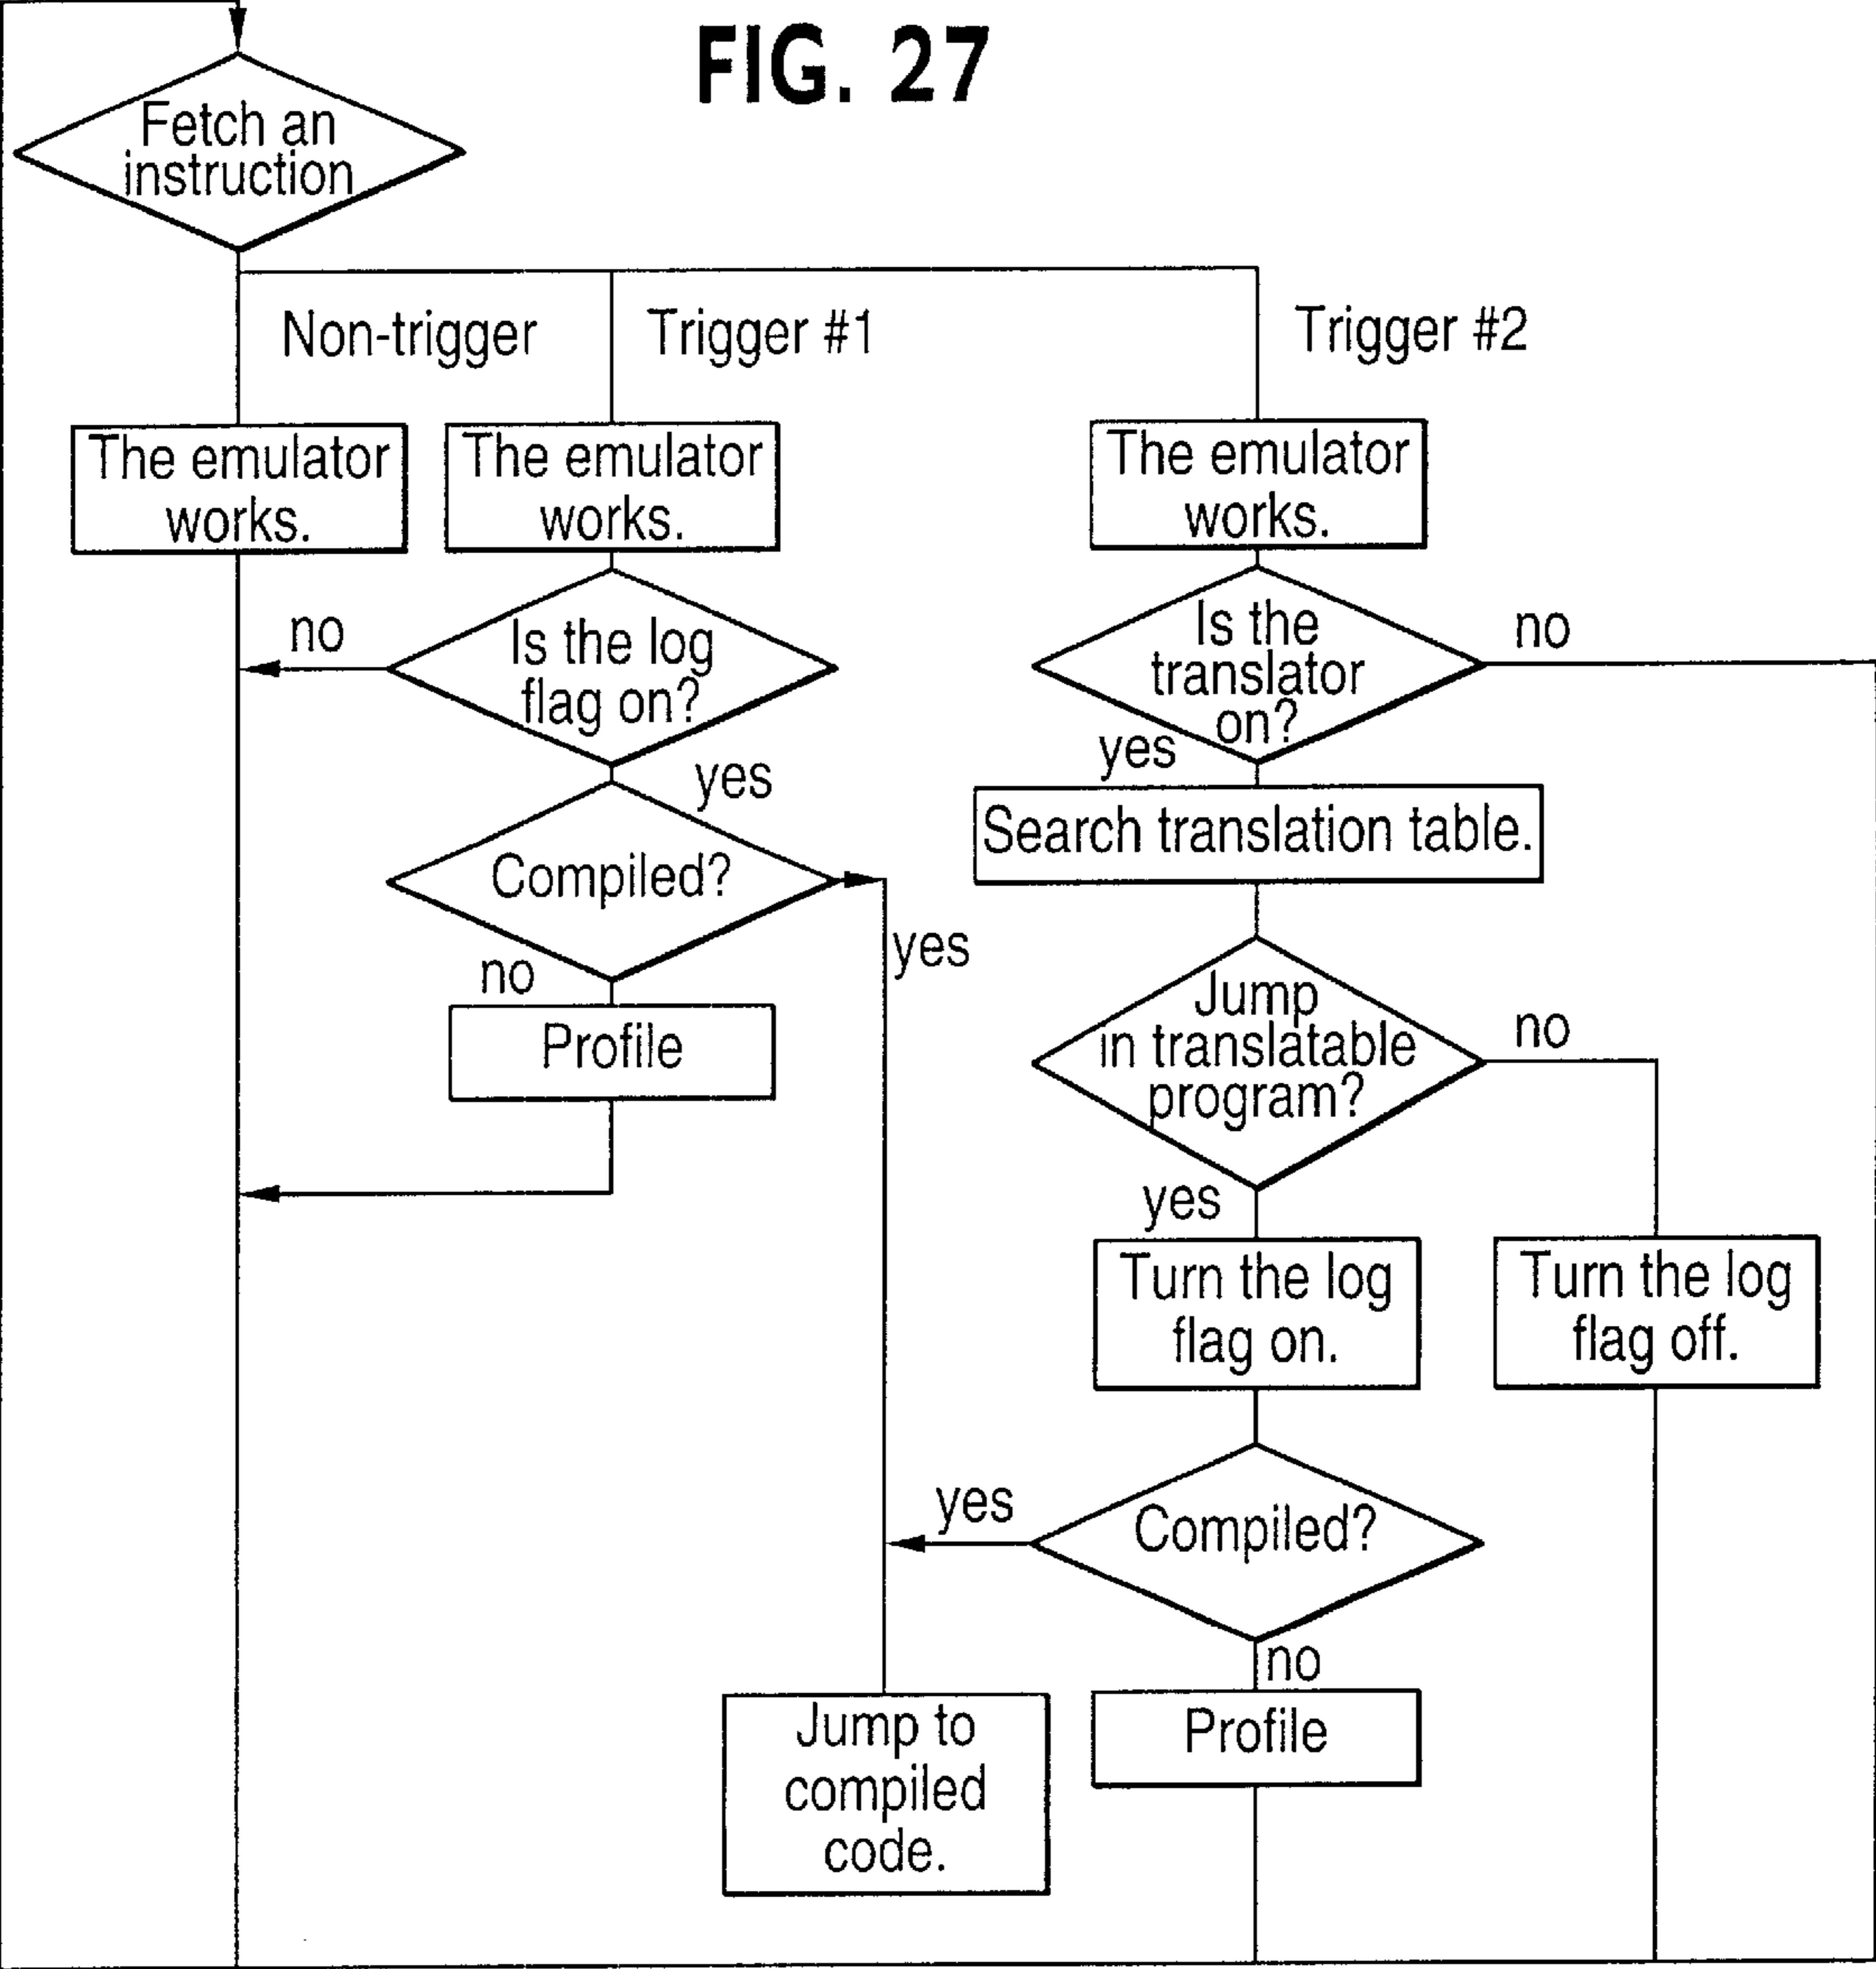 FIG. 27
Fetch an
instruction
Non-trigger
Trigger #1
Trigger #2
The emulator
works.
The emulator
works.
The emulator
works.
no
Is the log
flag on?
yes
Is the
translator
on?
no
yes
Search translation table.
Compiled?
yes
no
Profile
Jump
in translatable
program?
no
yes
Turn the log
flag on.
Turn the log
flag off.
yes
Compiled?
no
Jump to
compiled
code.
Profile